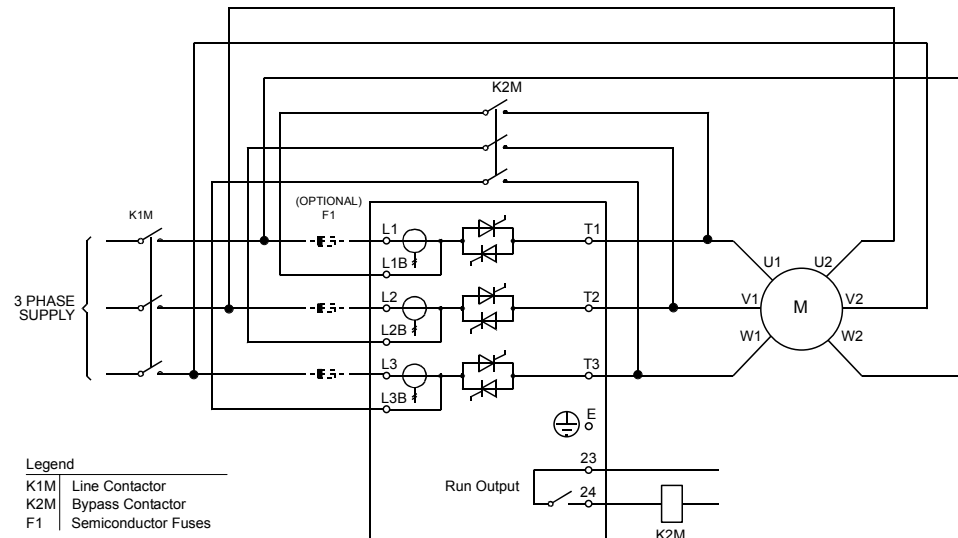 K2M
(OPTIONAL)
F1
K1M
L1
T1
L1B
U1
U2
3 PHASE
SUPPLY
L2
T2
V1
M
V2
L2B
W1
W2
L3
T3
L3B
E
23
Run Output
24
K2M
Legend
K1M Line Contactor
K2M Bypass Contactor
F1 Semiconductor Fuses